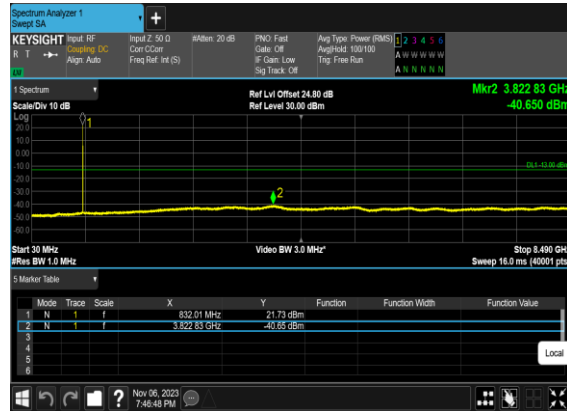 Spectrum Analyzer 1
Swept SA
+
KEYSIGHT Input: RF Input Z: 50 Ω #Atten: 20 dB PNO: Fast Avg Type: Power (RMS) 1 2 3 4 5 6
R T Coupling: DC Corr CCorr Gate: Off Avg|Hold: 100/100 A W W W W W
Align: Auto Freq Ref: Int (S) IF Gain: Low Trig: Free Run
Sig Track: Off A N N N N N
LW
1 Spectrum Ref Lvl Offset 24.80 dB Mkr2 3.822 83 GHz
Scale/Div 10 dB Ref Level 30.00 dBm -40.650 dBm
Log
20.0
10.0
0.00
-10.0
-20.0
-30.0
-40.0
-50.0
-60.0
1
DL1 -13.00 dBm
2
Start 30 MHz Video BW 3.0 MHz* Stop 8.490 GHz
#Res BW 1.0 MHz Sweep 16.0 ms (40001 pts)
5 Marker Table
Mode Trace Scale X Y Function Function Width Function Value
1 N 1 f 832.01 MHz 21.73 dBm
2 N 1 f 3.822 83 GHz -40.65 dBm
3
4
5
6
Local
? Nov 06, 2023
7:46:48 PM